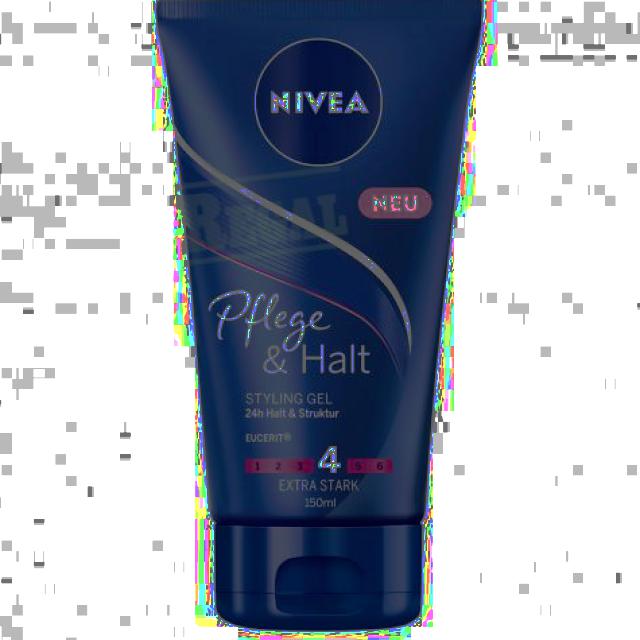 NIVEA
NEU
REGAL
Pflege
& Halt
STYLING GEL
24h Halt & Struktur
EUCERIT®
1 2 3 4 5 6
EXTRA STARK
150ml